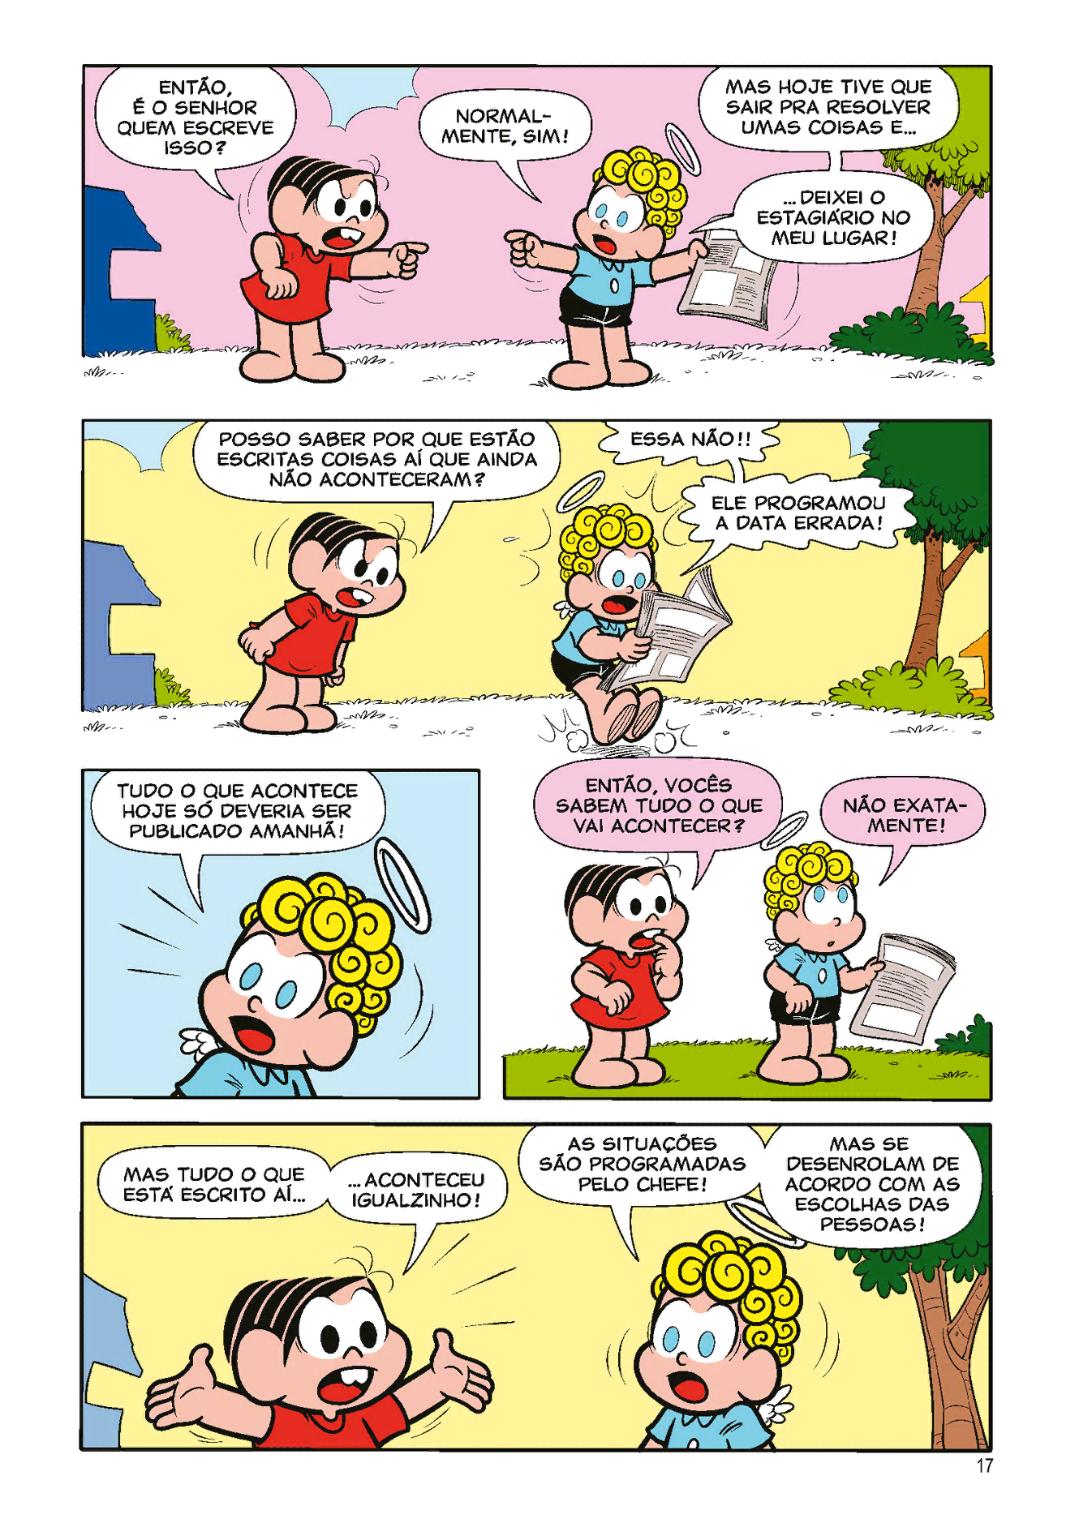 ENTÃO,
É O SENHOR
QUEM ESCREVE
ISSO?
NORMAL-
MENTE, SIM!
MAS HOJE TIVE QUE
SAIR PRA RESOLVER
UMAS COISAS E...
...DEIXEI O
ESTAGIÁRIO NO
MEU LUGAR!
POSSO SABER POR QUE ESTÃO
ESCRITAS COISAS AÍ QUE AINDA
NÃO ACONTECERAM?
ESSA NÃO!!
ELE PROGRAMOU
A DATA ERRADA!
TUDO O QUE ACONTECE
HOJE SÓ DEVERIA SER
PUBLICADO AMANHÃ!
ENTÃO, VOCÊS
SABEM TUDO O QUE
VAI ACONTECER?
NÃO EXATA-
MENTE!
MAS TUDO O QUE
ESTÁ ESCRITO AÍ...
...ACONTECEU
IGUALZINHO!
AS SITUAÇÕES
SÃO PROGRAMADAS
PELO CHEFE!
MAS SE
DESENROLAM DE
ACORDO COM AS
ESCOLHAS DAS
PESSOAS!
17